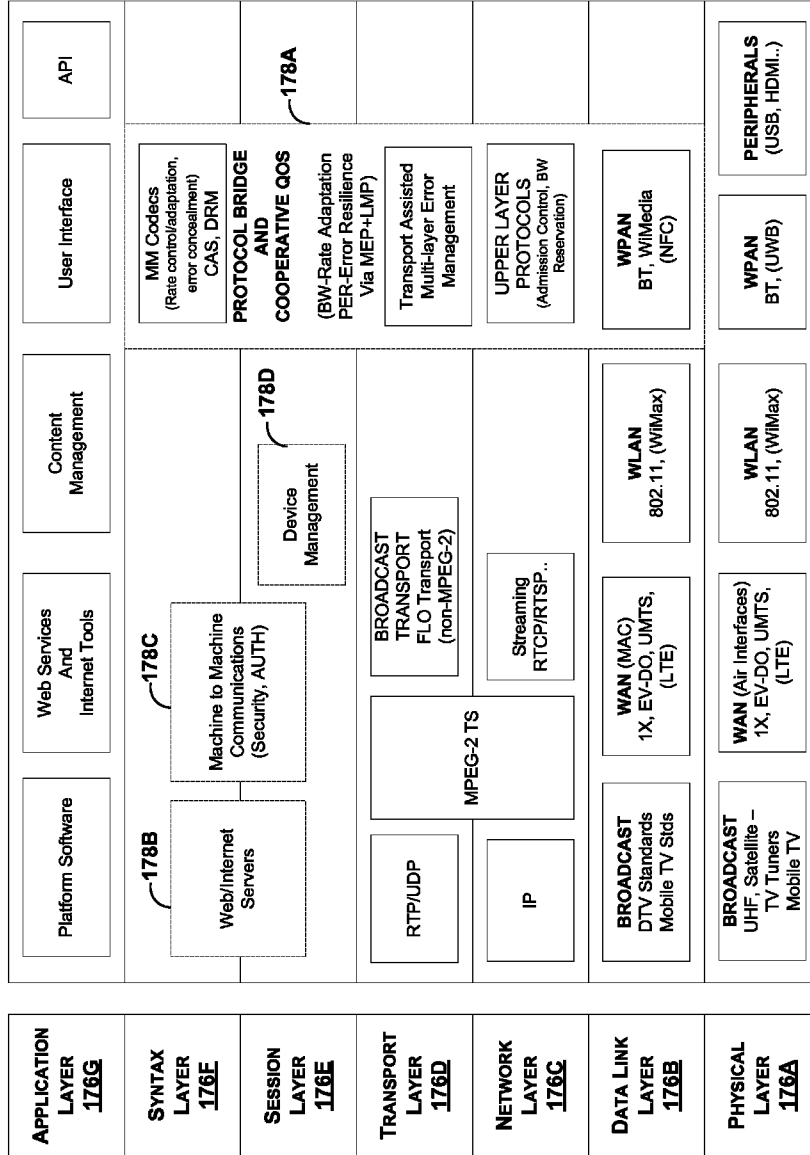 APPLICATION
LAYER
176G
Platform Software
Web Services
And
Internet Tools
Content
Management
User Interface
API
SYNTAX
LAYER
176F
SESSION
LAYER
176E
178B
Web/Internet
Servers
178C
Machine to Machine
Communications
(Security, AUTH)
178D
Device
Management
178A
MM Codecs
(Rate control/adaptation,
error concealment)
CAS, DRM
PROTOCOL BRIDGE
AND
COOPERATIVE QOS
(BW-Rate Adaptation
PER-Error Resilience
Via MEP+LMP)
TRANSPORT
LAYER
176D
RTP/UDP
MPEG-2 TS
BROADCAST
TRANSPORT
FLO Transport
(non-MPEG-2)
Transport Assisted
Multi-layer Error
Management
NETWORK
LAYER
176C
IP
Streaming
RTCP/RTSP..
UPPER LAYER
PROTOCOLS
(Admission Control, BW
Reservation)
DATA LINK
LAYER
176B
BROADCAST
DTV Standards
Mobile TV Stds
WAN (MAC)
1X, EV-DO, UMTS,
(LTE)
WLAN
802.11, (WiMax)
WPAN
BT, WiMedia
(NFC)
PHYSICAL
LAYER
176A
BROADCAST
UHF, Satellite –
TV Tuners
Mobile TV
WAN (Air Interfaces)
1X, EV-DO, UMTS,
(LTE)
WLAN
802.11, (WiMax)
WPAN
BT, (UWB)
PERIPHERALS
(USB, HDMI..)